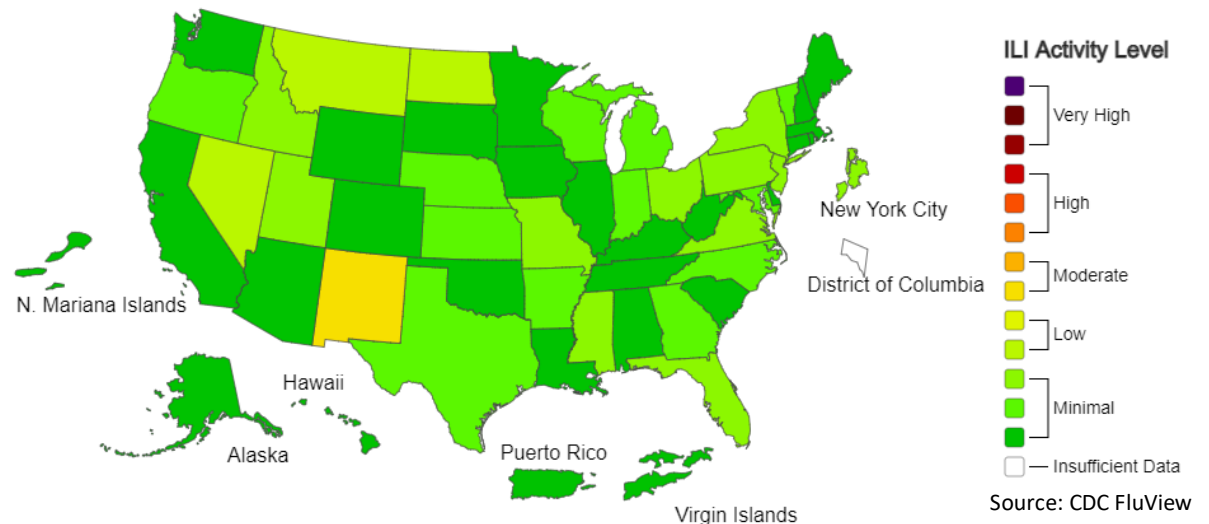 ILI Activity Level
Very High
High
Moderate
Low
Minimal
Insufficient Data
New York City
District of Columbia
N. Mariana Islands
Hawaii
Alaska
Puerto Rico
Virgin Islands
Source: CDC FluView